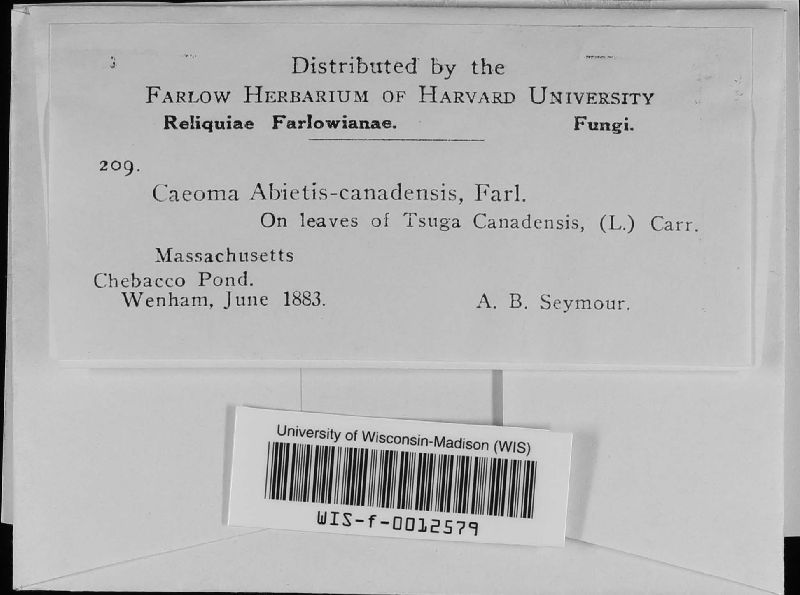 Distributed by the
FARLOW HERBARIUM OF HARVARD UNIVERSITY
Reliquiae Farlowianae. Fungi.
209.
Caeoma Abietis-canadensis, Farl.
On leaves of Tsuga Canadensis, (L.) Carr.
Massachusetts
Chebacco Pond.
Wenham, June 1883. A. B. Seymour.
University of Wisconsin-Madison (WIS)
WIS-f-0012579